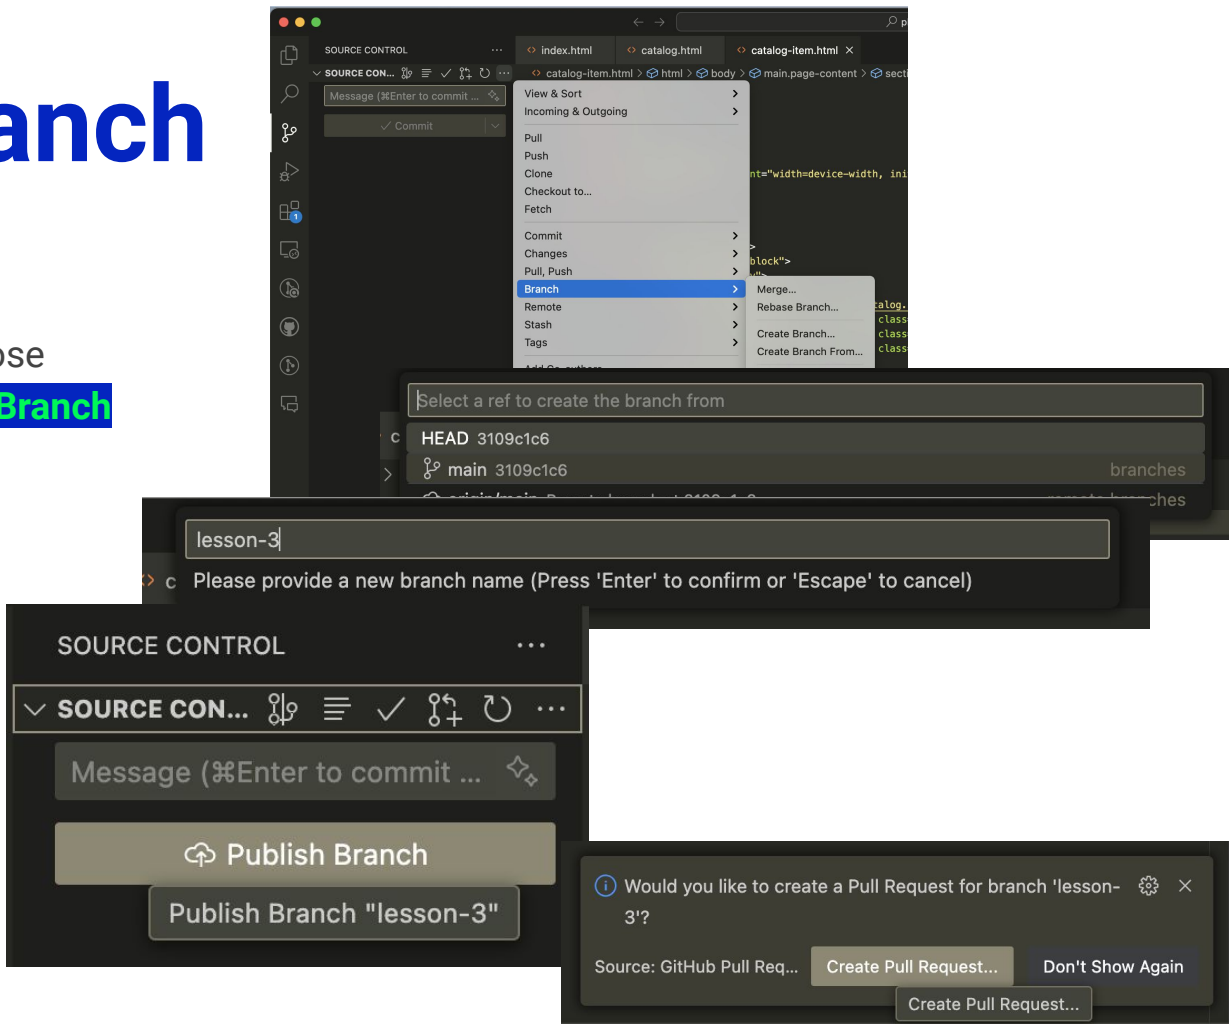 anch
ose
Branch
SOURCE CONTROL ...
index.html catalog.html catalog-item.html
SOURCE CON... ...
catalog-item.html > html > body > main.page-content > secti
Message (⌘Enter to commit ...
Commit
View & Sort
Incoming & Outgoing
Pull
Push
Clone
nt="width=device-width, ini
Checkout to...
Fetch
Commit
Changes
>
Pull, Push
block">
Branch
Merge...
Remote
Rebase Branch...
talog.
Stash
class
Tags
Create Branch...
class
Create Branch From...
class
1
Select a ref to create the branch from
HEAD 3109c1c6
main 3109c1c6 branches
lesson-3
Please provide a new branch name (Press 'Enter' to confirm or 'Escape' to cancel)
SOURCE CONTROL ...
SOURCE CON... ...
Message (⌘Enter to commit ...
Publish Branch
Publish Branch "lesson-3"
Would you like to create a Pull Request for branch 'lesson-
3'?
Source: GitHub Pull Req... Create Pull Request... Don't Show Again
Create Pull Request...